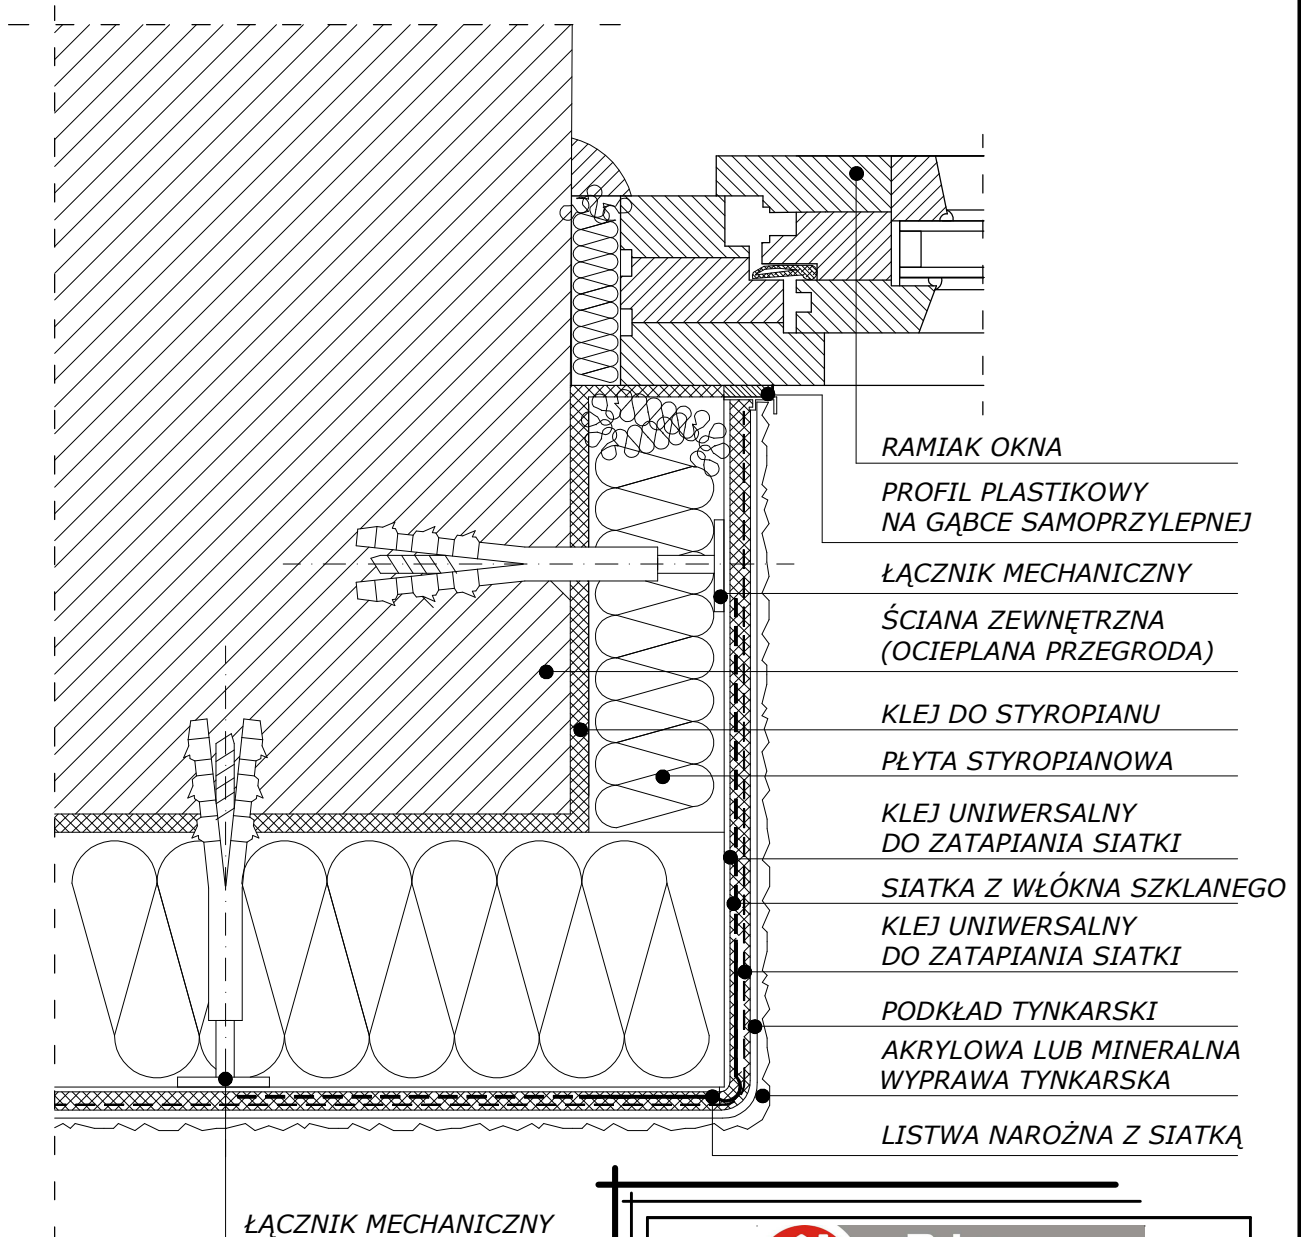 RAMIAK OKNA
PROFIL PLASTIKOWY
NA GĄBCE SAMOPRZYLEPNEJ
ŁĄCZNIK MECHANICZNY
ŚCIANA ZEWNĘTRZNA
(OCIEPLANA PRZEGRODA)
KLEJ DO STYROPIANU
PŁYTA STYROPIANOWA
KLEJ UNIWERSALNY
DO ZATAPIANIA SIATKI
SIATKA Z WŁÓKNA SZKLANEGO
KLEJ UNIWERSALNY
DO ZATAPIANIA SIATKI
PODKŁAD TYNKARSKI
AKRYLOWA LUB MINERALNA
WYPRAWA TYNKARSKA
LISTWA NAROŻNA Z SIATKĄ
ŁĄCZNIK MECHANICZNY